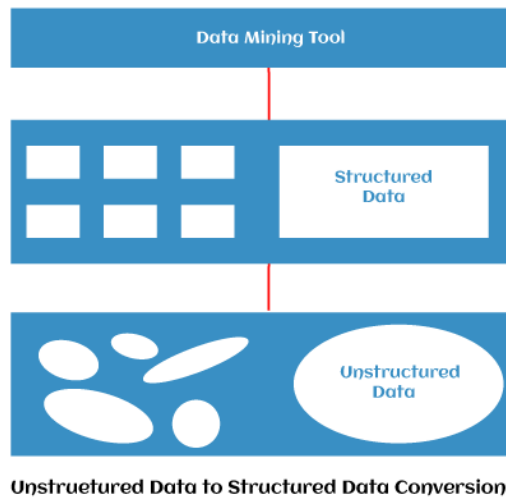 Data Mining Tool
Structured
Data
Unstructured
Data
Unstruetured Data to Structured Data Conversion